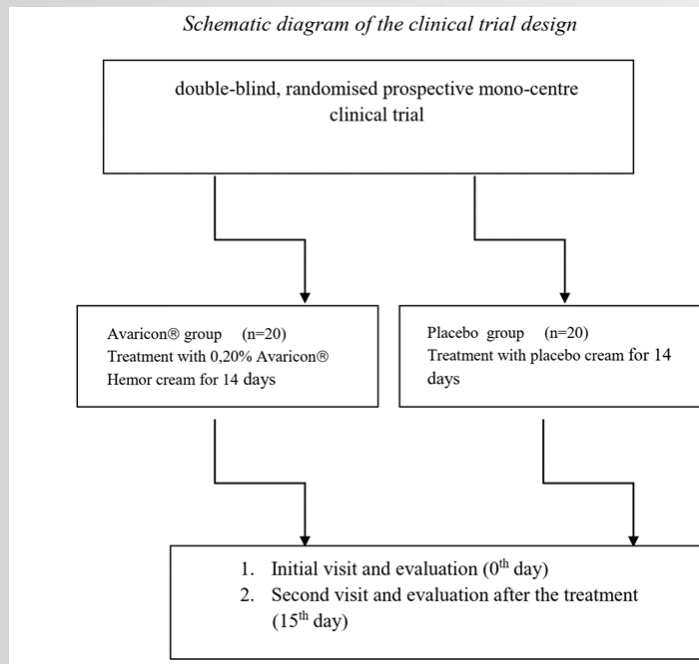 Schematic diagram of the clinical trial design
double-blind, randomised prospective mono-centre
clinical trial
Avaricon® group (n=20)
Treatment with 0,20% Avaricon®
Hemor cream for 14 days
Placebo group (n=20)
Treatment with placebo cream for 14
days
1. Initial visit and evaluation (0th day)
2. Second visit and evaluation after the treatment
(15th day)